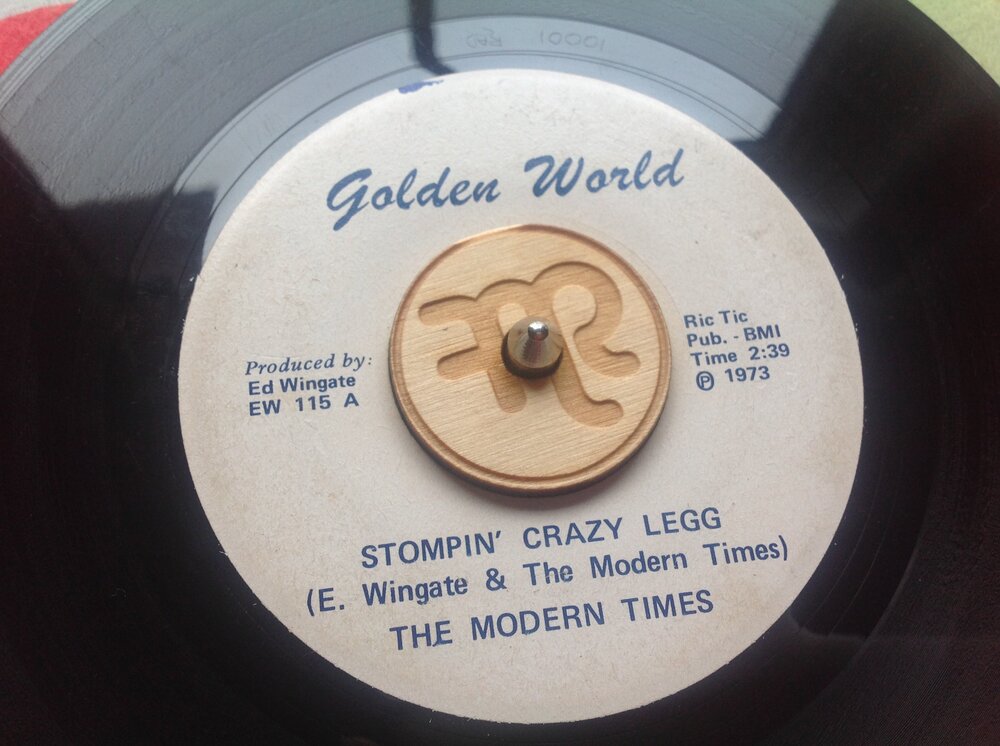 Golden World
Produced by:
Ed Wingate
EW 115 A
Ric Tic
Pub. - BMI
Time 2:39
℗ 1973
STOMPIN' CRAZY LEGG
(E. Wingate & The Modern Times)
THE MODERN TIMES